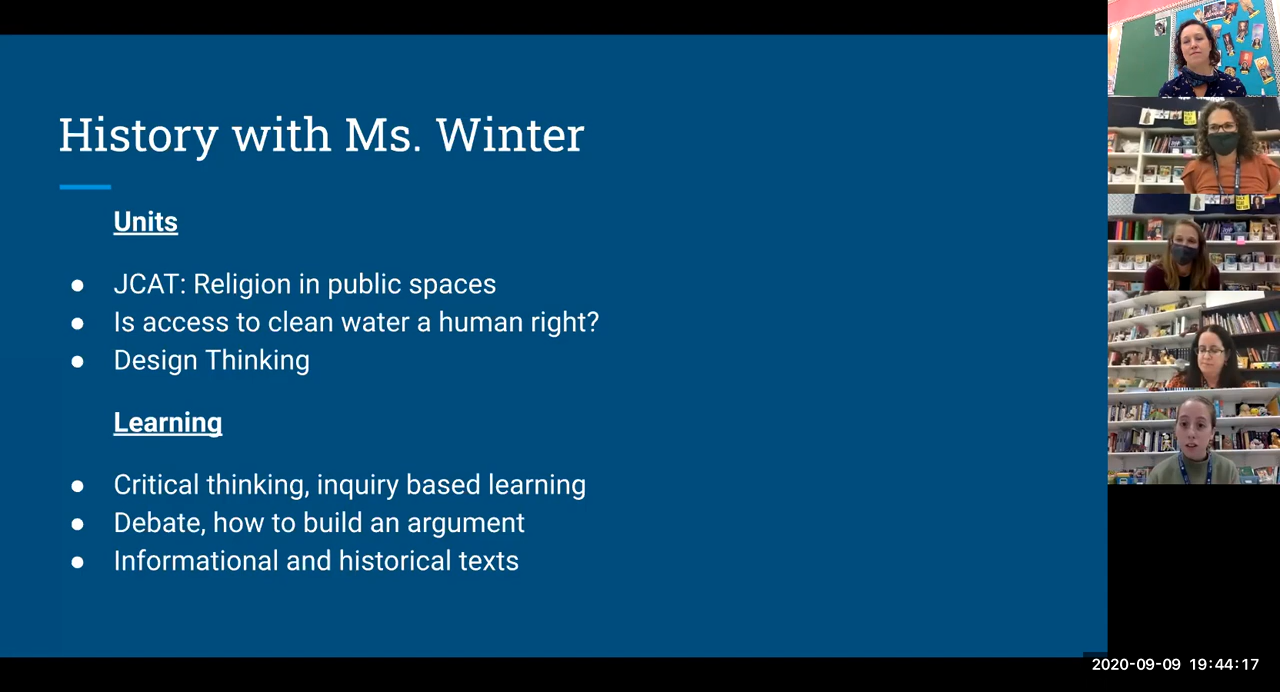 History with Ms. Winter
Units
● JCAT: Religion in public spaces
● Is access to clean water a human right?
● Design Thinking
Learning
● Critical thinking, inquiry based learning
● Debate, how to build an argument
● Informational and historical texts
2020-09-09 19:44:17